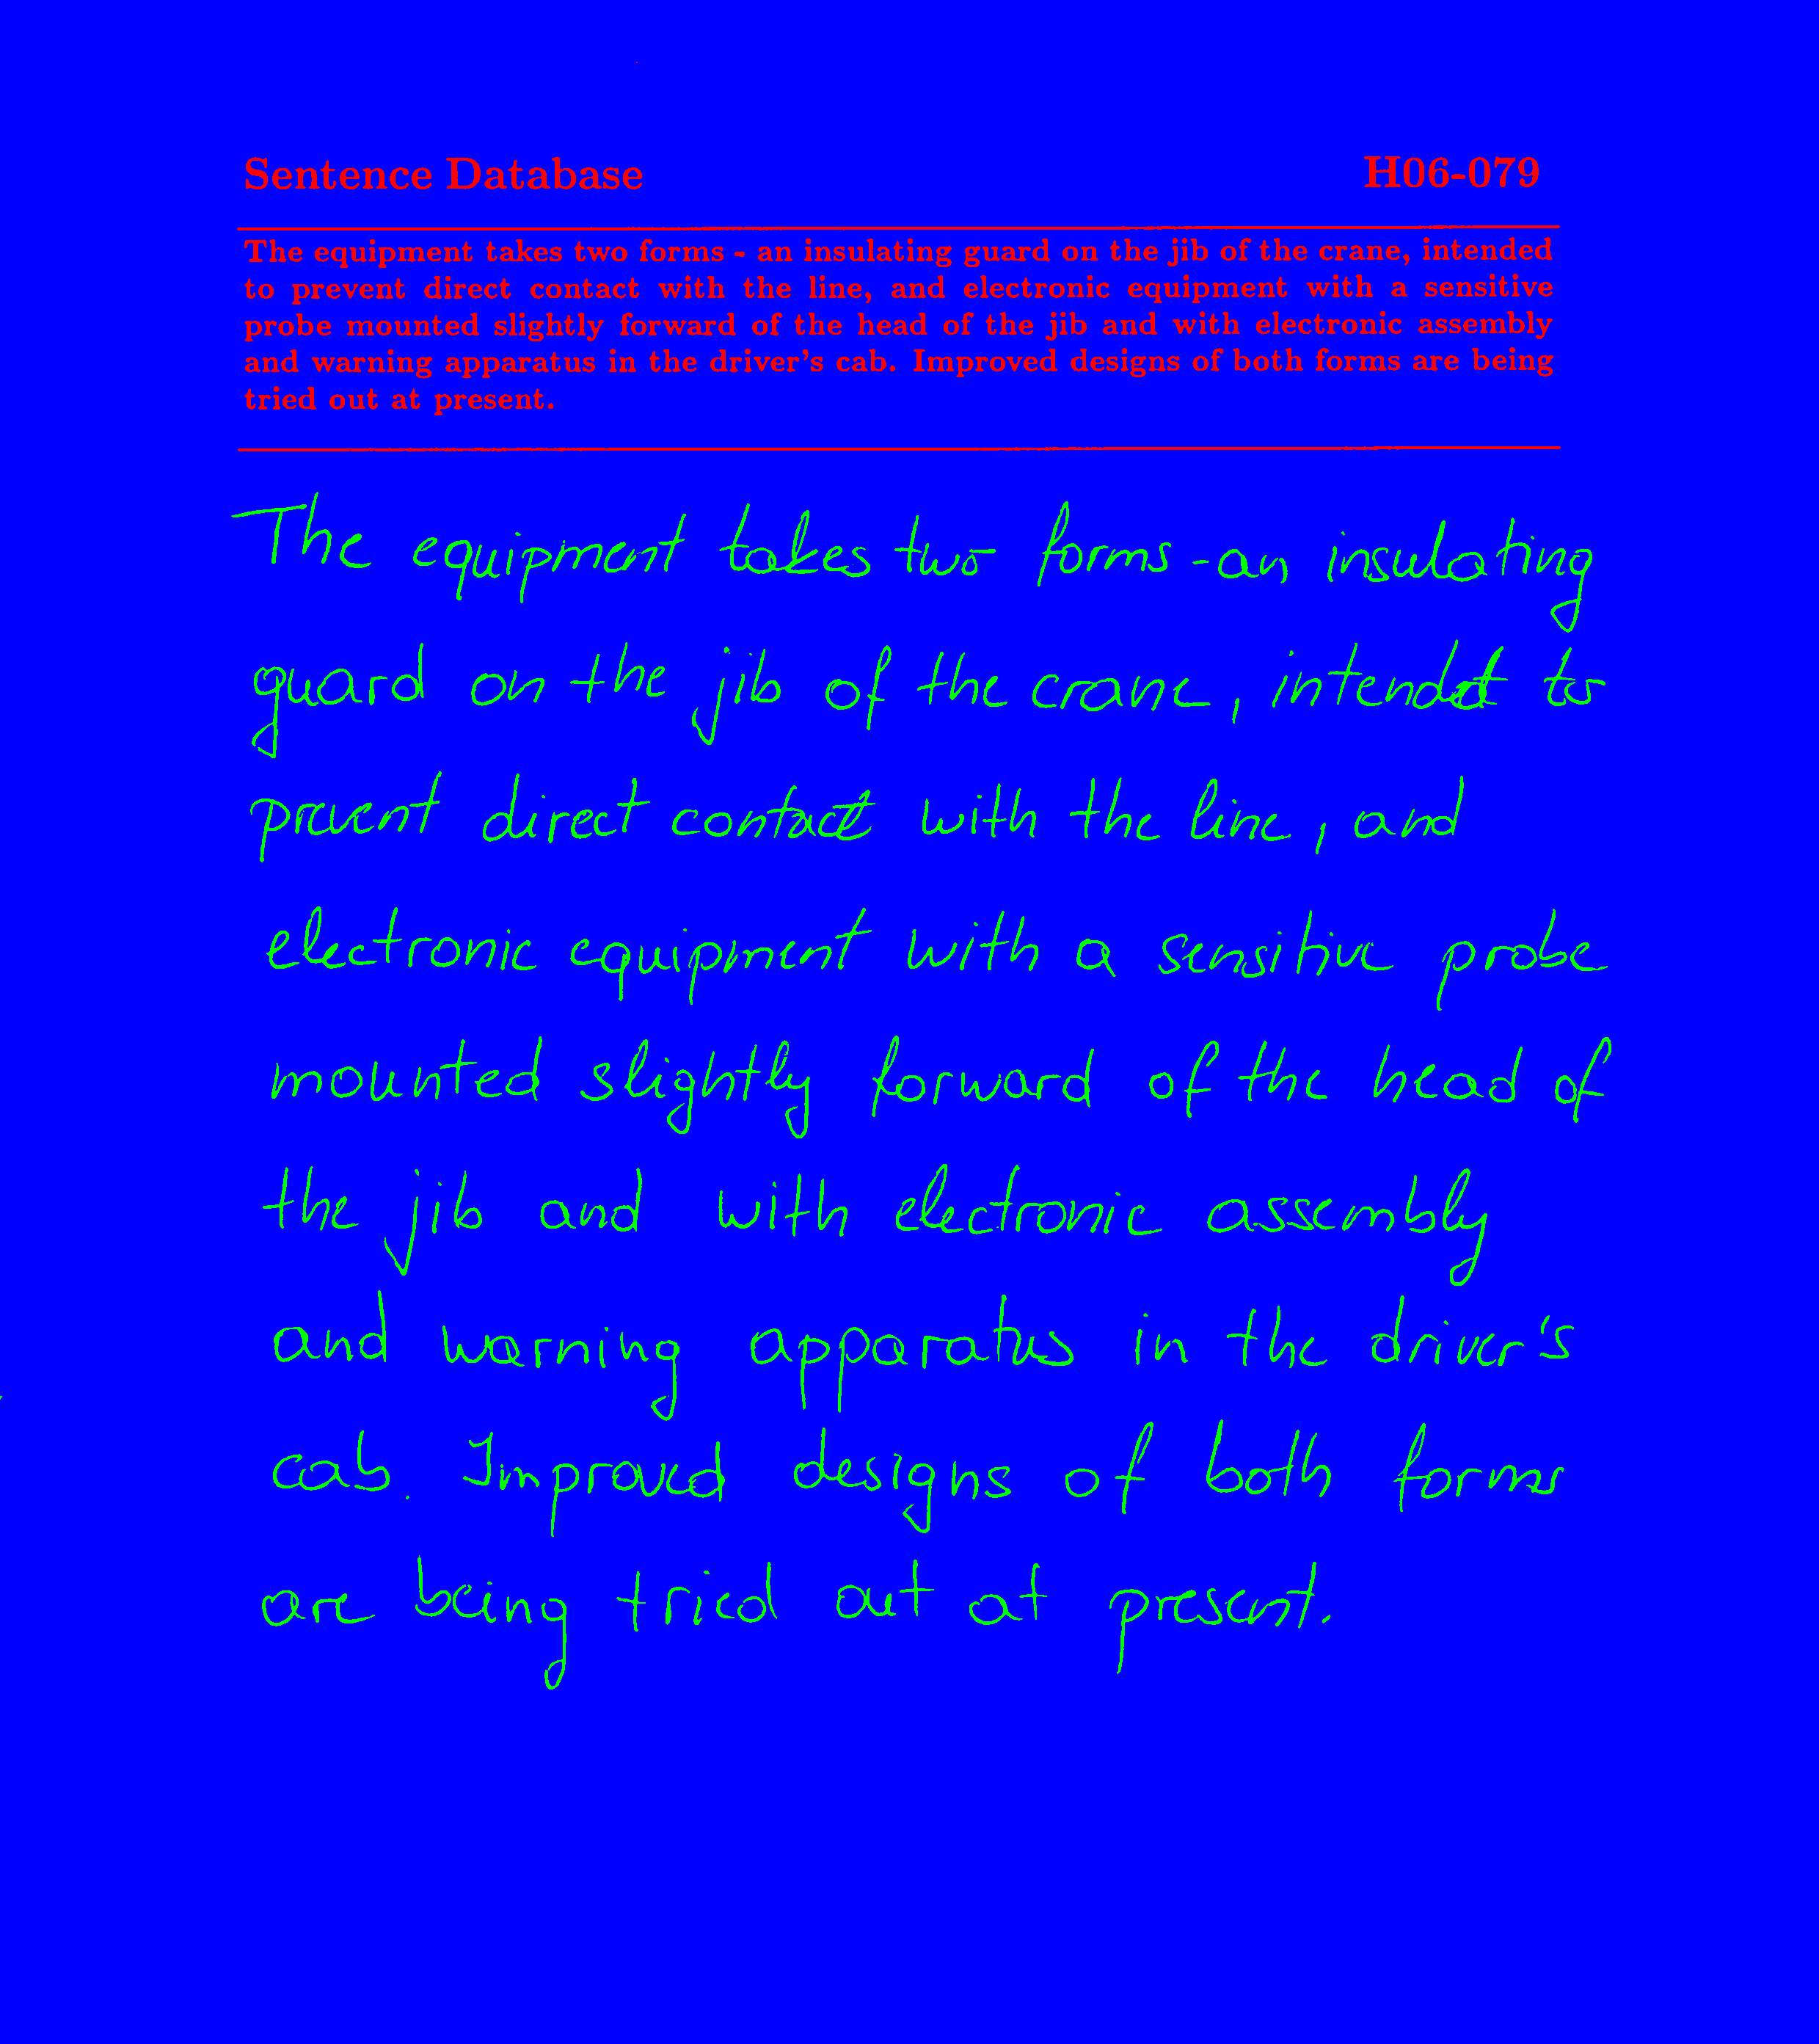 Sentence Database H06-079
The equipment takes two forms - an insulating guard on the jib of the crane, intended
to prevent direct contact with the line, and electronic equipment with a sensitive
probe mounted slightly forward of the head of the jib and with electronic assembly
and warning apparatus in the driver's cab. Improved designs of both forms are being
tried out at present.
The equipment takes two forms - an insulating
guard on the jib of the crane, intended to
prevent direct contact with the line, and
electronic equipment with a sensitive probe
mounted slightly forward of the head of
the jib and with electronic assembly
and warning apparatus in the driver's
cab. Improved designs of both forms
are being tried out at present.